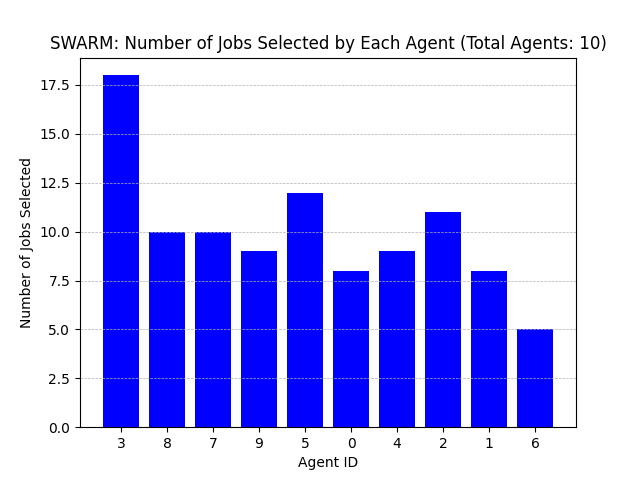 SWARM: Number of Jobs Selected by Each Agent (Total Agents: 10)
17.5
15.0
12.5
10.0
7.5
5.0
2.5
0.0
Number of Jobs Selected
3 8 7 9 5 0 4 2 1 6
Agent ID